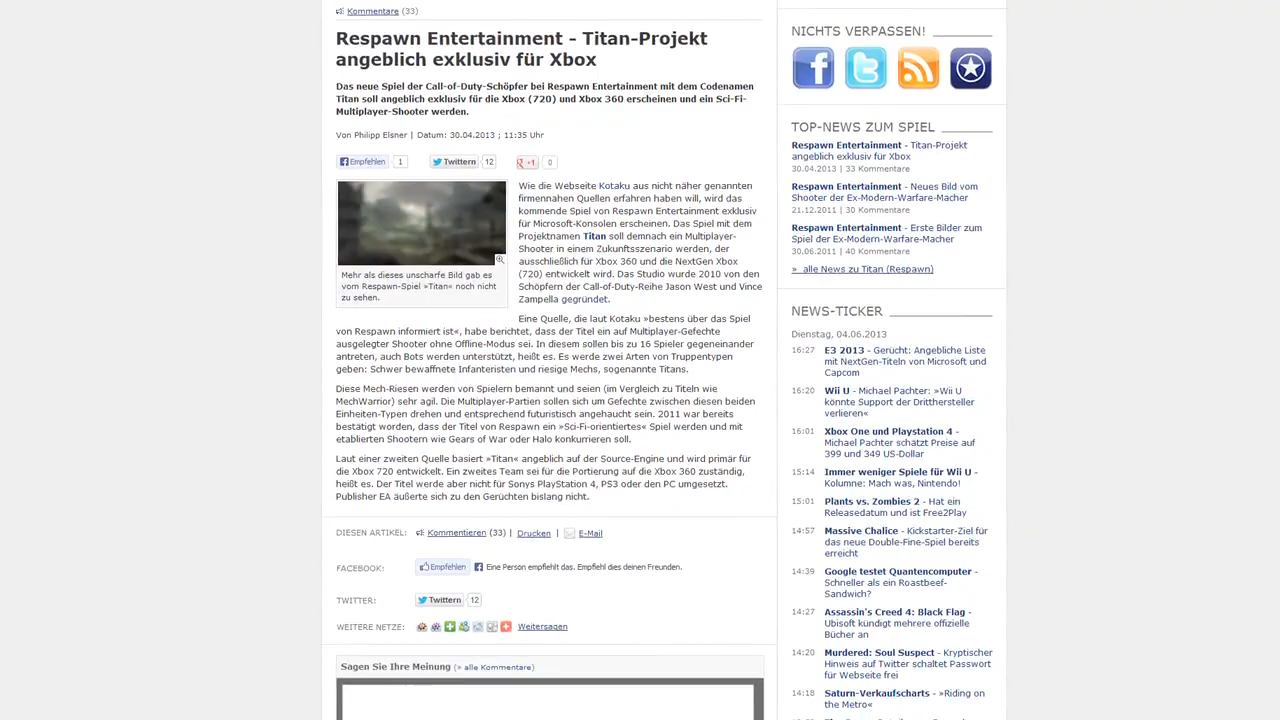 Kommentare (33)
Respawn Entertainment - Titan-Projekt
angeblich exklusiv für Xbox
Das neue Spiel der Call-of-Duty-Schöpfer bei Respawn Entertainment mit dem Codenamen
Titan soll angeblich exklusiv für die Xbox (720) und Xbox 360 erscheinen und ein Sci-Fi-
Multiplayer-Shooter werden.
Von Philipp Elsner | Datum: 30.04.2013 ; 11:35 Uhr
Empfehlen 1 Twittern 12 +1 0
Wie die Webseite Kotaku aus nicht näher genannten
firmennahen Quellen erfahren haben will, wird das
kommende Spiel von Respawn Entertainment exklusiv
für Microsoft-Konsolen erscheinen. Das Spiel mit dem
Projektnamen Titan soll demnach ein Multiplayer-
Shooter in einem Zukunftsszenario werden, der
ausschließlich für Xbox 360 und die NextGen Xbox
(720) entwickelt wird. Das Studio wurde 2010 von den
Schöpfern der Call-of-Duty-Reihe Jason West und Vince
Zampella gegründet.
Mehr als dieses unscharfe Bild gab es
vom Respawn-Spiel »Titan« noch nicht
zu sehen.
Eine Quelle, die laut Kotaku »bestens über das Spiel
von Respawn informiert ist«, habe berichtet, dass der Titel ein auf Multiplayer-Gefechte
ausgelegter Shooter ohne Offline-Modus sei. In diesem sollen bis zu 16 Spieler gegeneinander
antreten, auch Bots werden unterstützt, heißt es. Es werde zwei Arten von Truppentypen
geben: Schwer bewaffnete Infanteristen und riesige Mechs, sogenannte Titans.
Diese Mech-Riesen werden von Spielern bemannt und seien (im Vergleich zu Titeln wie
MechWarrior) sehr agil. Die Multiplayer-Partien sollen sich um Gefechte zwischen diesen beiden
Einheiten-Typen drehen und entsprechend futuristisch angehaucht sein. 2011 war bereits
bestätigt worden, dass der Titel von Respawn ein »Sci-Fi-orientiertes« Spiel werden und mit
etablierten Shootern wie Gears of War oder Halo konkurrieren soll.
Laut einer zweiten Quelle basiert »Titan« angeblich auf der Source-Engine und wird primär für
die Xbox 720 entwickelt. Ein zweites Team sei für die Portierung auf die Xbox 360 zuständig,
heißt es. Der Titel werde aber nicht für Sonys PlayStation 4, PS3 oder den PC umgesetzt.
Publisher EA äußerte sich zu den Gerüchten bislang nicht.
DIESEN ARTIKEL: Kommentieren (33) | Drucken | E-Mail
FACEBOOK: Empfehlen Eine Person empfiehlt das. Empfiehl dies deinen Freunden.
TWITTER: Twittern 12
WEITERE NETZE: Weitersagen
Sagen Sie Ihre Meinung (» alle Kommentare)
NICHTS VERPASSEN!
TOP-NEWS ZUM SPIEL
Respawn Entertainment - Titan-Projekt
angeblich exklusiv für Xbox
30.04.2013 | 33 Kommentare
Respawn Entertainment - Neues Bild vom
Shooter der Ex-Modern-Warfare-Macher
21.12.2011 | 30 Kommentare
Respawn Entertainment - Erste Bilder zum
Spiel der Ex-Modern-Warfare-Macher
30.06.2011 | 40 Kommentare
» alle News zu Titan (Respawn)
NEWS-TICKER
Dienstag, 04.06.2013
16:27 E3 2013 - Gerücht: Angebliche Liste
mit NextGen-Titeln von Microsoft und
Capcom
16:20 Wii U - Michael Pachter: »Wii U
könnte Support der Dritthersteller
verlieren«
16:01 Xbox One und Playstation 4 -
Michael Pachter schätzt Preise auf
399 und 349 US-Dollar
15:14 Immer weniger Spiele für Wii U -
Kolumne: Mach was, Nintendo!
15:01 Plants vs. Zombies 2 - Hat ein
Releasedatum und ist Free2Play
14:57 Massive Chalice - Kickstarter-Ziel für
das neue Double-Fine-Spiel bereits
erreicht
14:39 Google testet Quantencomputer -
Schneller als ein Roastbeef-
Sandwich?
14:27 Assassin's Creed 4: Black Flag -
Ubisoft kündigt mehrere offizielle
Bücher an
14:20 Murdered: Soul Suspect - Kryptischer
Hinweis auf Twitter schaltet Passwort
für Webseite frei
14:18 Saturn-Verkaufscharts - »Riding on
the Metro«